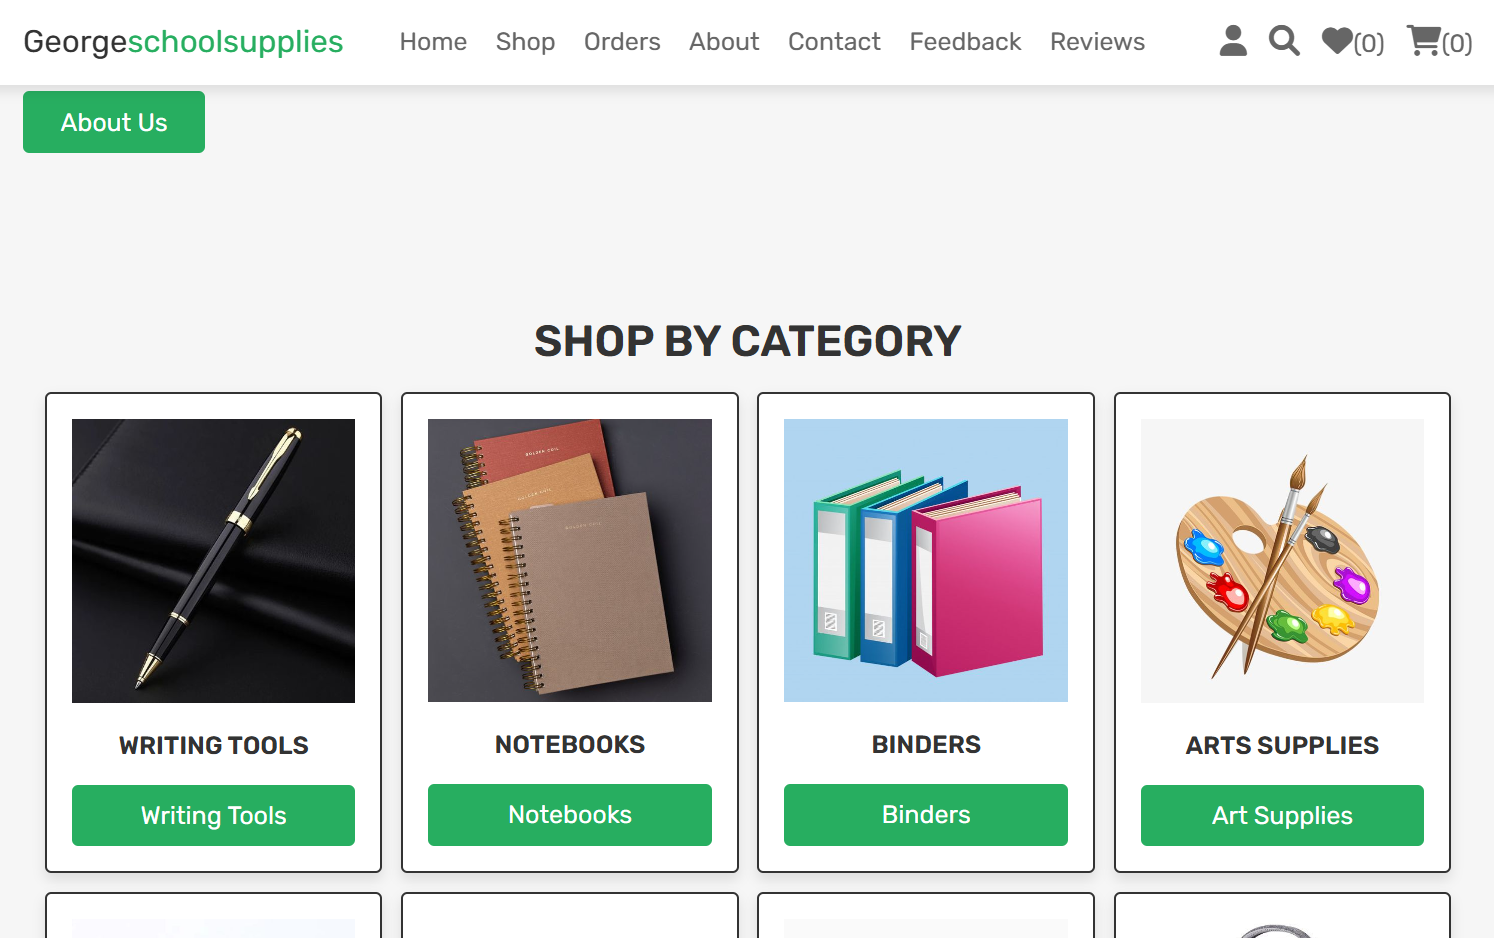 Georgeschoolsupplies Home Shop Orders About Contact Feedback Reviews (0) (0)
About Us
SHOP BY CATEGORY
WRITING TOOLS NOTEBOOKS BINDERS ARTS SUPPLIES
Writing Tools Notebooks Binders Art Supplies